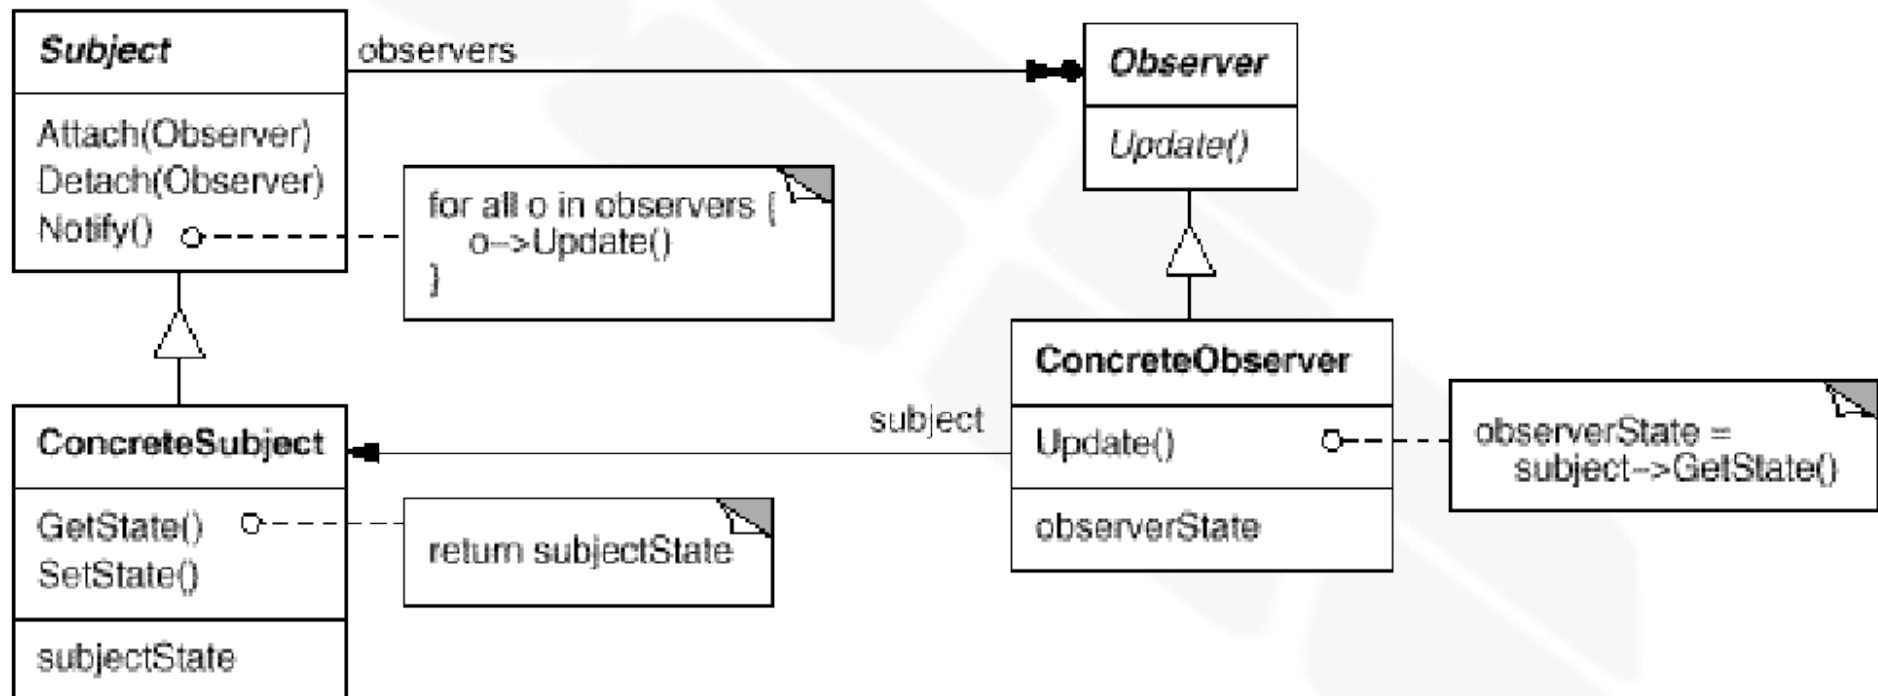 Subject
observers
Observer
Attach(Observer)
Detach(Observer)
Notify()
Update()
for all o in observers {
o->Update()
}
ConcreteObserver
Update()
observerState
observerState =
subject->GetState()
subject
ConcreteSubject
GetState()
SetState()
subjectState
return subjectState